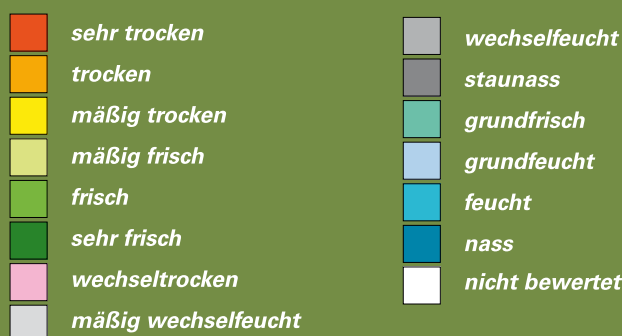 sehr trocken
trocken
mäßig trocken
mäßig frisch
frisch
sehr frisch
wechseltrocken
mäßig wechselfeucht
wechselfeucht
staunass
grundfrisch
grundfeucht
feucht
nass
nicht bewertet